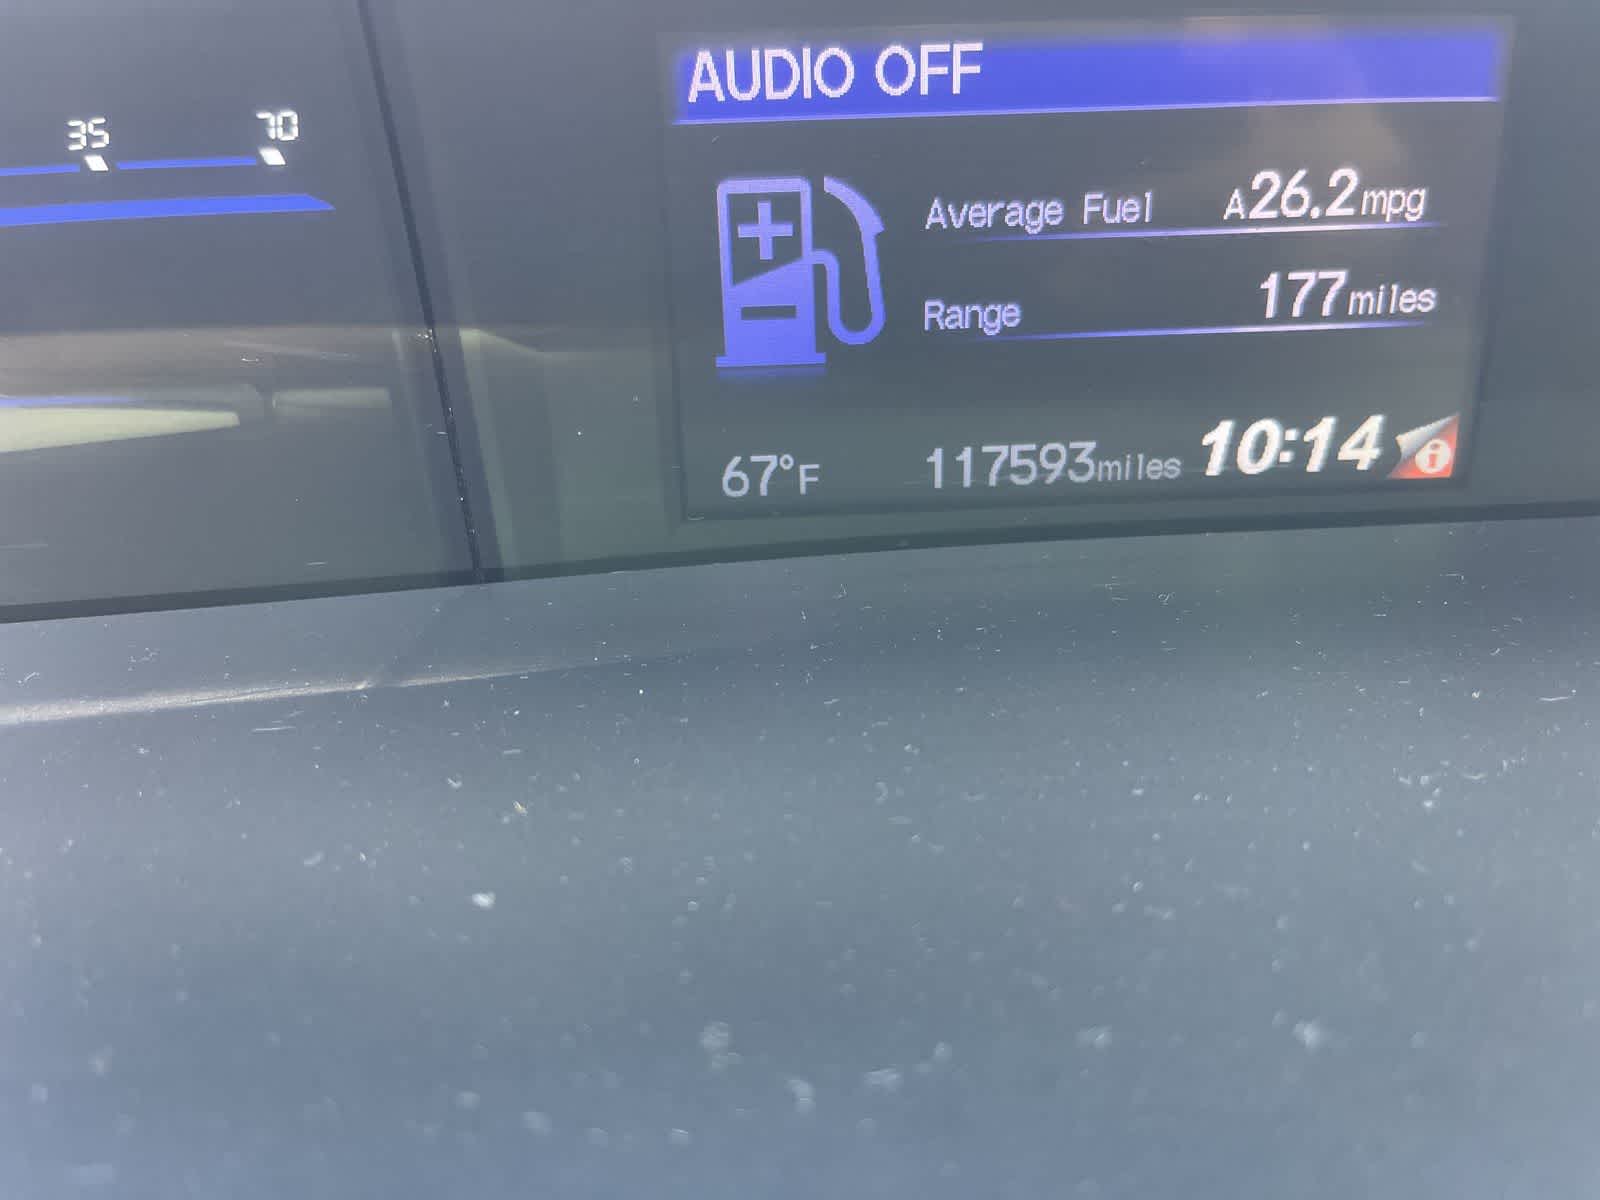 AUDIO OFF
35 70
Average Fuel A26.2mpg
Range 177miles
67°F 117593miles 10:14 i